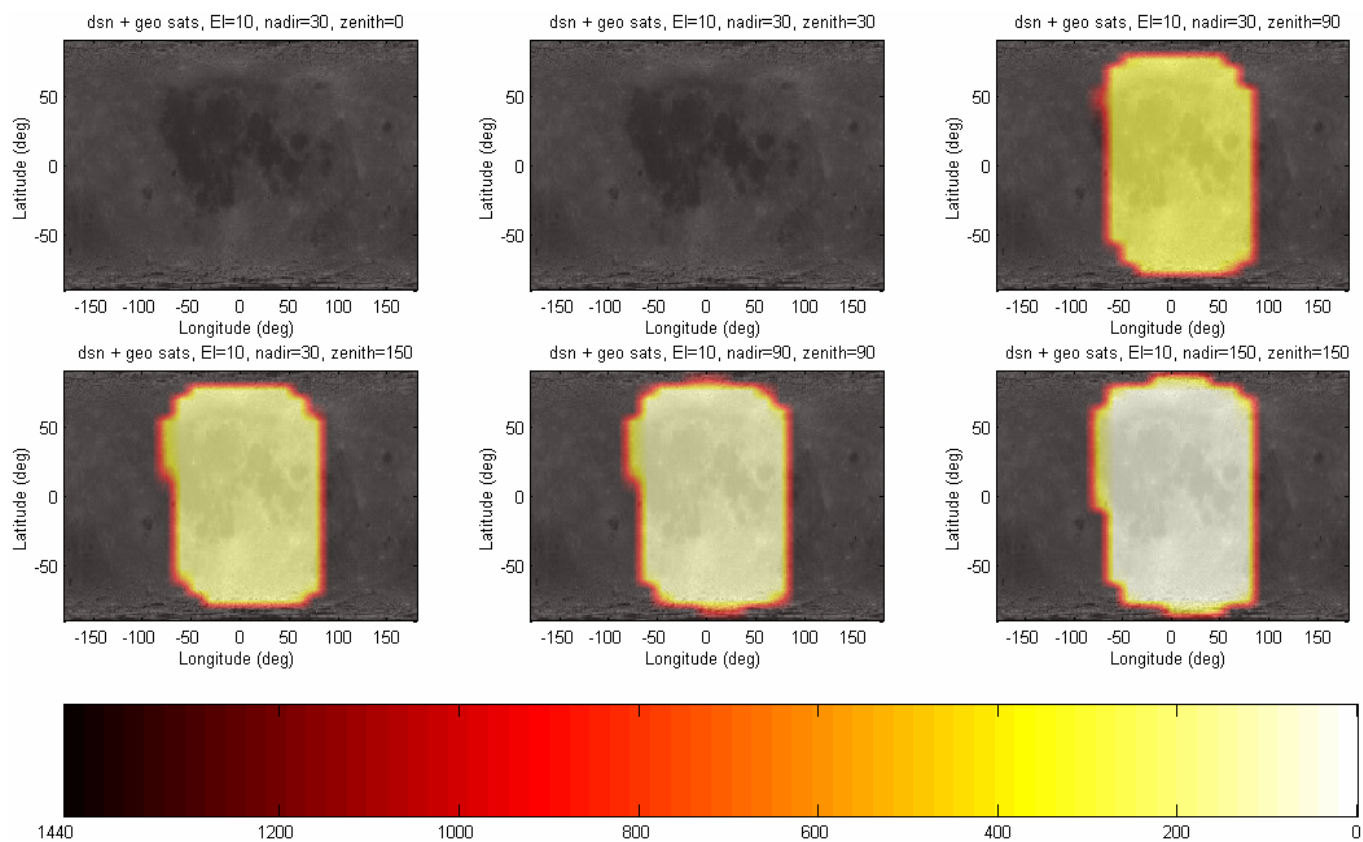 dsn + geo sats, El=10, nadir=30, zenith=0
dsn + geo sats, El=10, nadir=30, zenith=30
dsn + geo sats, El=10, nadir=30, zenith=90
Latitude (deg)
50
0
-50
-150 -100 -50 0 50 100 150
Longitude (deg)
Latitude (deg)
50
0
-50
-150 -100 -50 0 50 100 150
Longitude (deg)
Latitude (deg)
50
0
-50
-150 -100 -50 0 50 100 150
Longitude (deg)
dsn + geo sats, El=10, nadir=30, zenith=150
dsn + geo sats, El=10, nadir=90, zenith=90
dsn + geo sats, El=10, nadir=150, zenith=150
Latitude (deg)
50
0
-50
-150 -100 -50 0 50 100 150
Longitude (deg)
Latitude (deg)
50
0
-50
-150 -100 -50 0 50 100 150
Longitude (deg)
Latitude (deg)
50
0
-50
-150 -100 -50 0 50 100 150
Longitude (deg)
1440 1200 1000 800 600 400 200 0